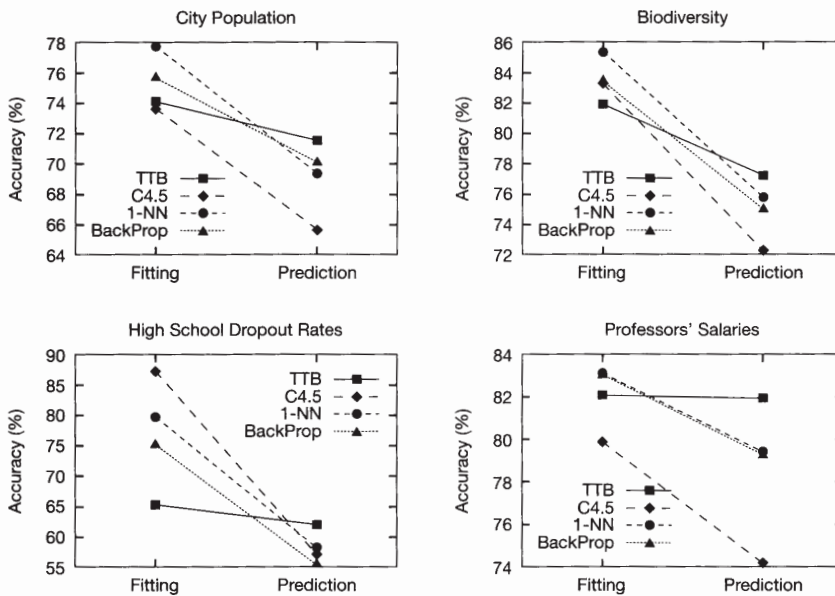 City Population
Accuracy (%)
78
76
74
72
70
68
66
64
TTB
C4.5
1-NN
BackProp
Fitting Prediction
Biodiversity
Accuracy (%)
86
84
82
80
78
76
74
72
TTB
C4.5
1-NN
BackProp
Fitting Prediction
High School Dropout Rates
Accuracy (%)
90
85
80
75
70
65
60
55
TTB
C4.5
1-NN
BackProp
Fitting Prediction
Professors' Salaries
Accuracy (%)
84
82
80
78
76
74
TTB
C4.5
1-NN
BackProp
Fitting Prediction